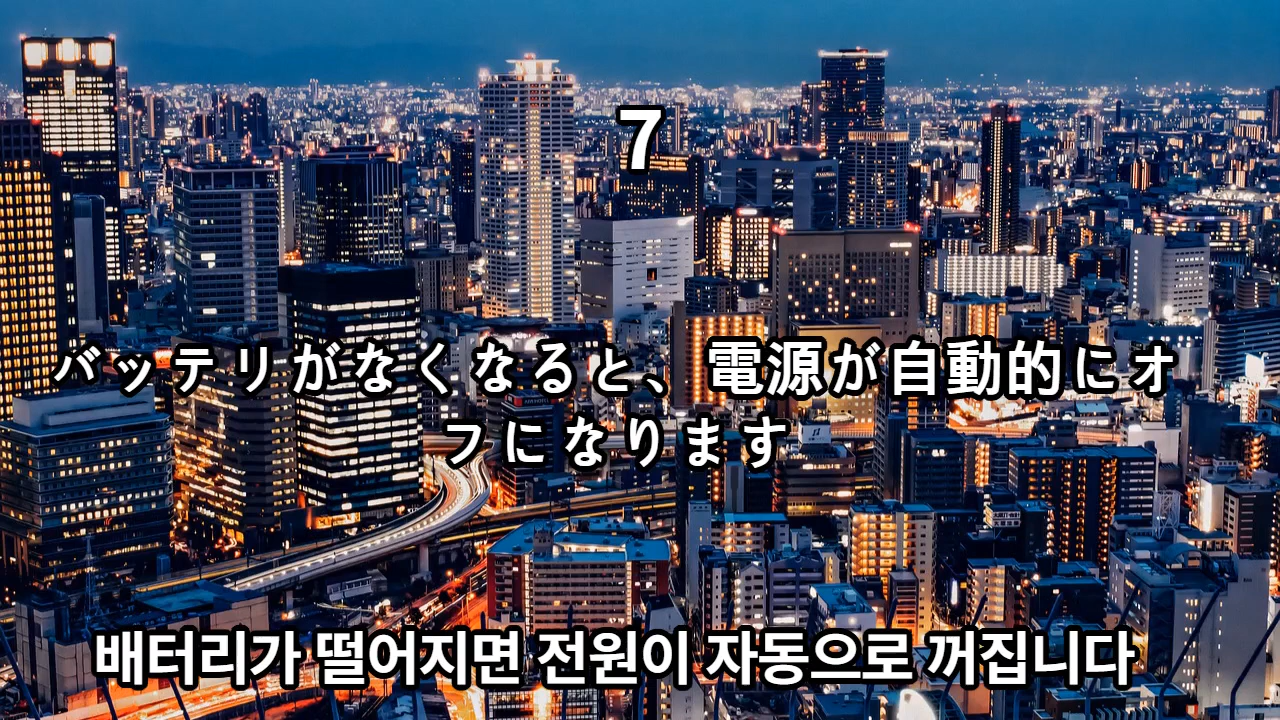 7
バッテリがなくなると、電源が自動的にオ
フになります
배터리가 떨어지면 전원이 자동으로 꺼집니다